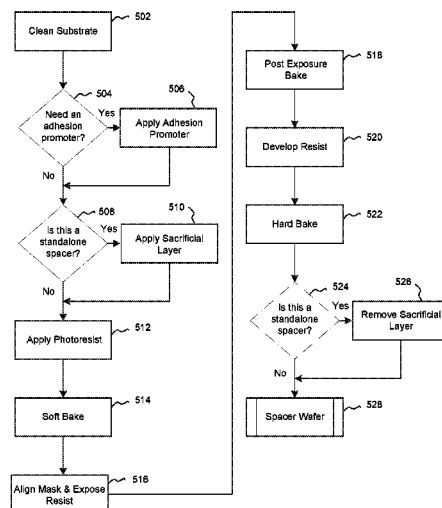 Clean Substrate
502
504
Need an
adhesion
promoter?
Yes
506
Apply Adhesion
Promoter
No
508
Is this a
standalone
spacer?
Yes
510
Apply Sacrificial
Layer
No
512
Apply Photoresist
514
Soft Bake
516
Align Mask & Expose
Resist
518
Post Exposure
Bake
520
Develop Resist
522
Hard Bake
524
Is this a
standalone
spacer?
Yes
526
Remove Sacrificial
Layer
No
528
Spacer Wafer